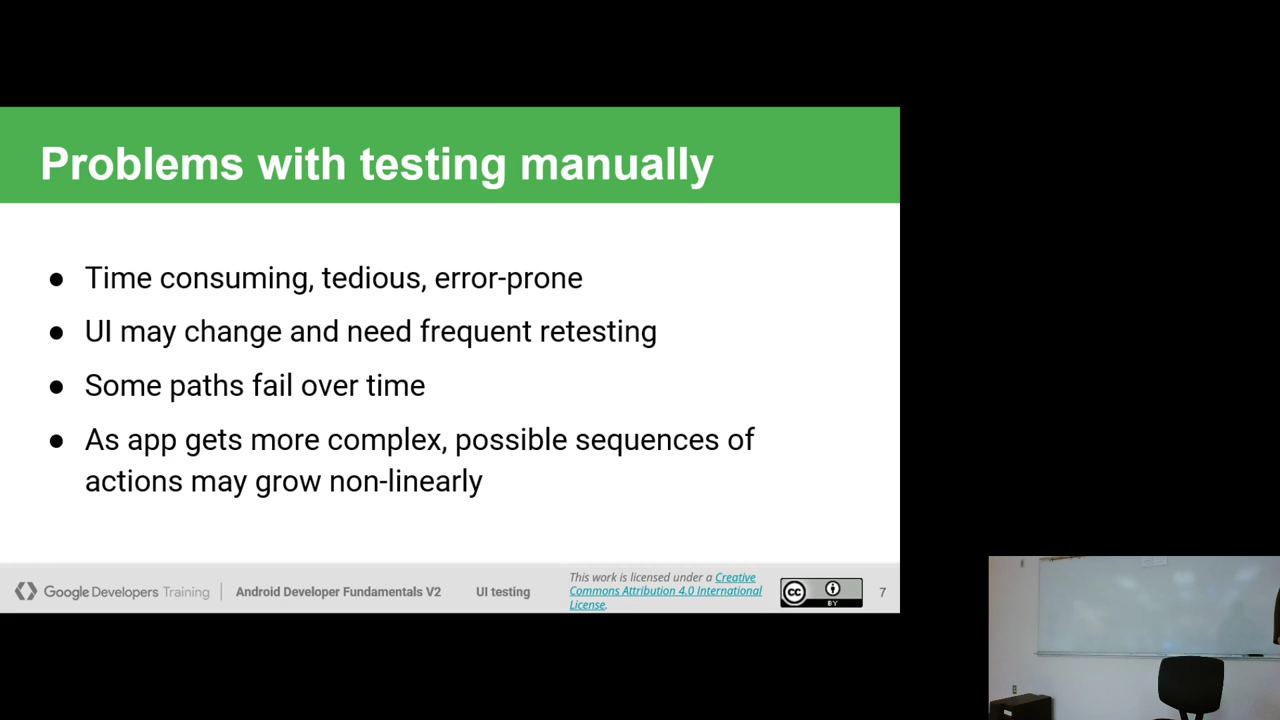 Problems with testing manually
● Time consuming, tedious, error-prone
● UI may change and need frequent retesting
● Some paths fail over time
● As app gets more complex, possible sequences of
actions may grow non-linearly
Google Developers Training | Android Developer Fundamentals V2 UI testing
This work is licensed under a Creative
Commons Attribution 4.0 International
License.
cc BY
7